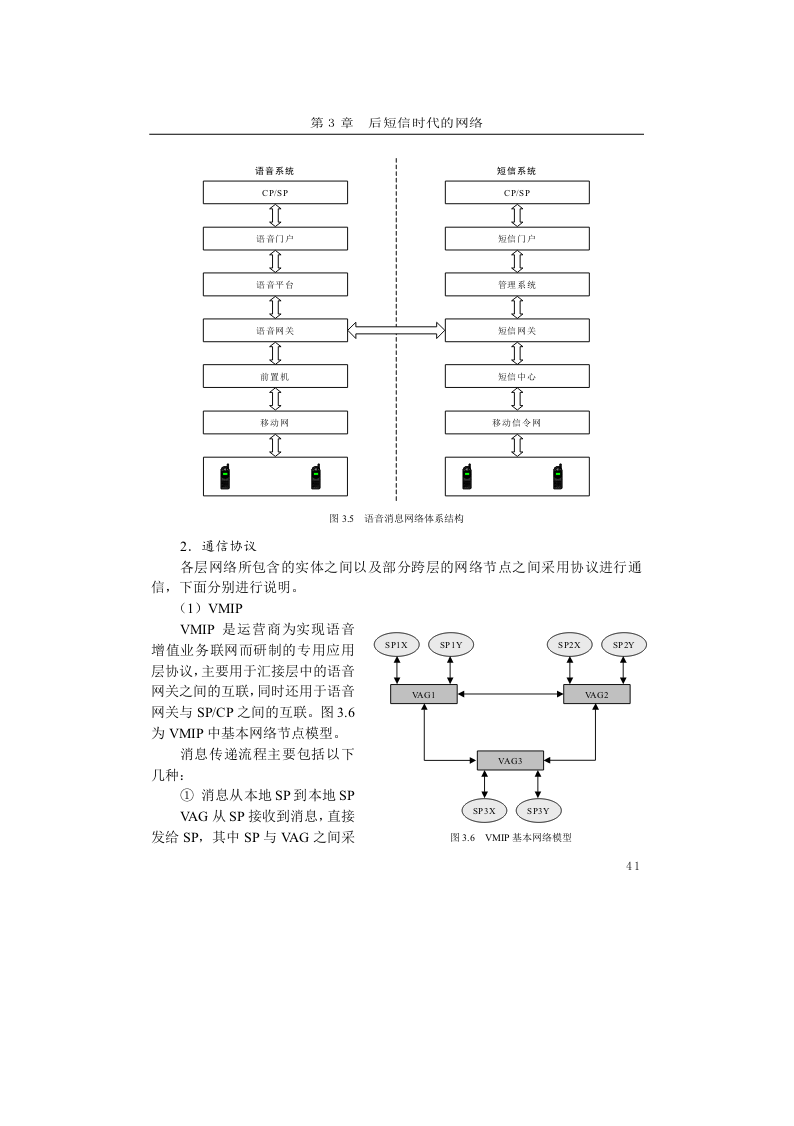 第 3 章　后短信时代的网络
语音系统
CP/SP
语音门户
语音平台
语音网关
前置机
移动网
短信系统
CP/SP
短信门户
管理系统
短信网关
短信中心
移动信令网
图 3.5　语音消息网络体系结构
2．通信协议
各层网络所包含的实体之间以及部分跨层的网络节点之间采用协议进行通
信，下面分别进行说明。
（1）VMIP
VMIP 是运营商为实现语音
增值业务联网而研制的专用应用
层协议，主要用于汇接层中的语音
网关之间的互联，同时还用于语音
网关与 SP/CP 之间的互联。图 3.6
为 VMIP 中基本网络节点模型。
消息传递流程主要包括以下
几种：
① 消息从本地 SP 到本地 SP
VAG 从 SP 接收到消息，直接
发给 SP，其中 SP 与 VAG 之间采
SP1X
SP1Y
SP2X
SP2Y
VAG1
VAG2
VAG3
SP3X
SP3Y
图 3.6　VMIP 基本网络模型
41